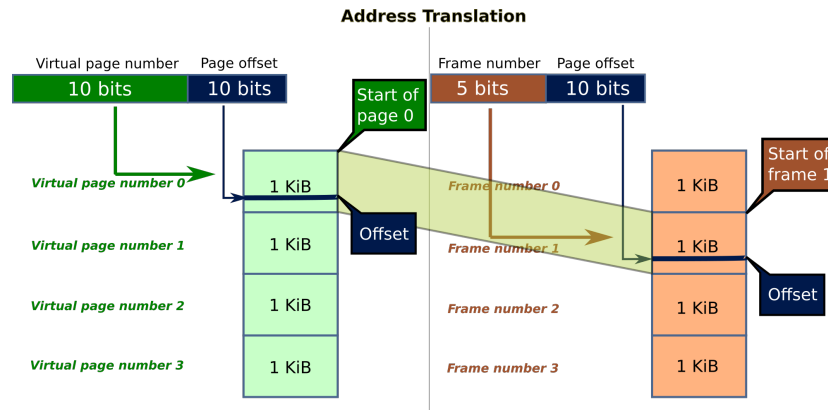 Address Translation
Virtual page number
Page offset
10 bits
10 bits
Start of
page 0
Virtual page number 0
1 KiB
Offset
Virtual page number 1
1 KiB
Virtual page number 2
1 KiB
Virtual page number 3
1 KiB
Frame number
Page offset
5 bits
10 bits
Start of
frame 1
Frame number 0
1 KiB
Frame number 1
1 KiB
Offset
Frame number 2
1 KiB
Frame number 3
1 KiB